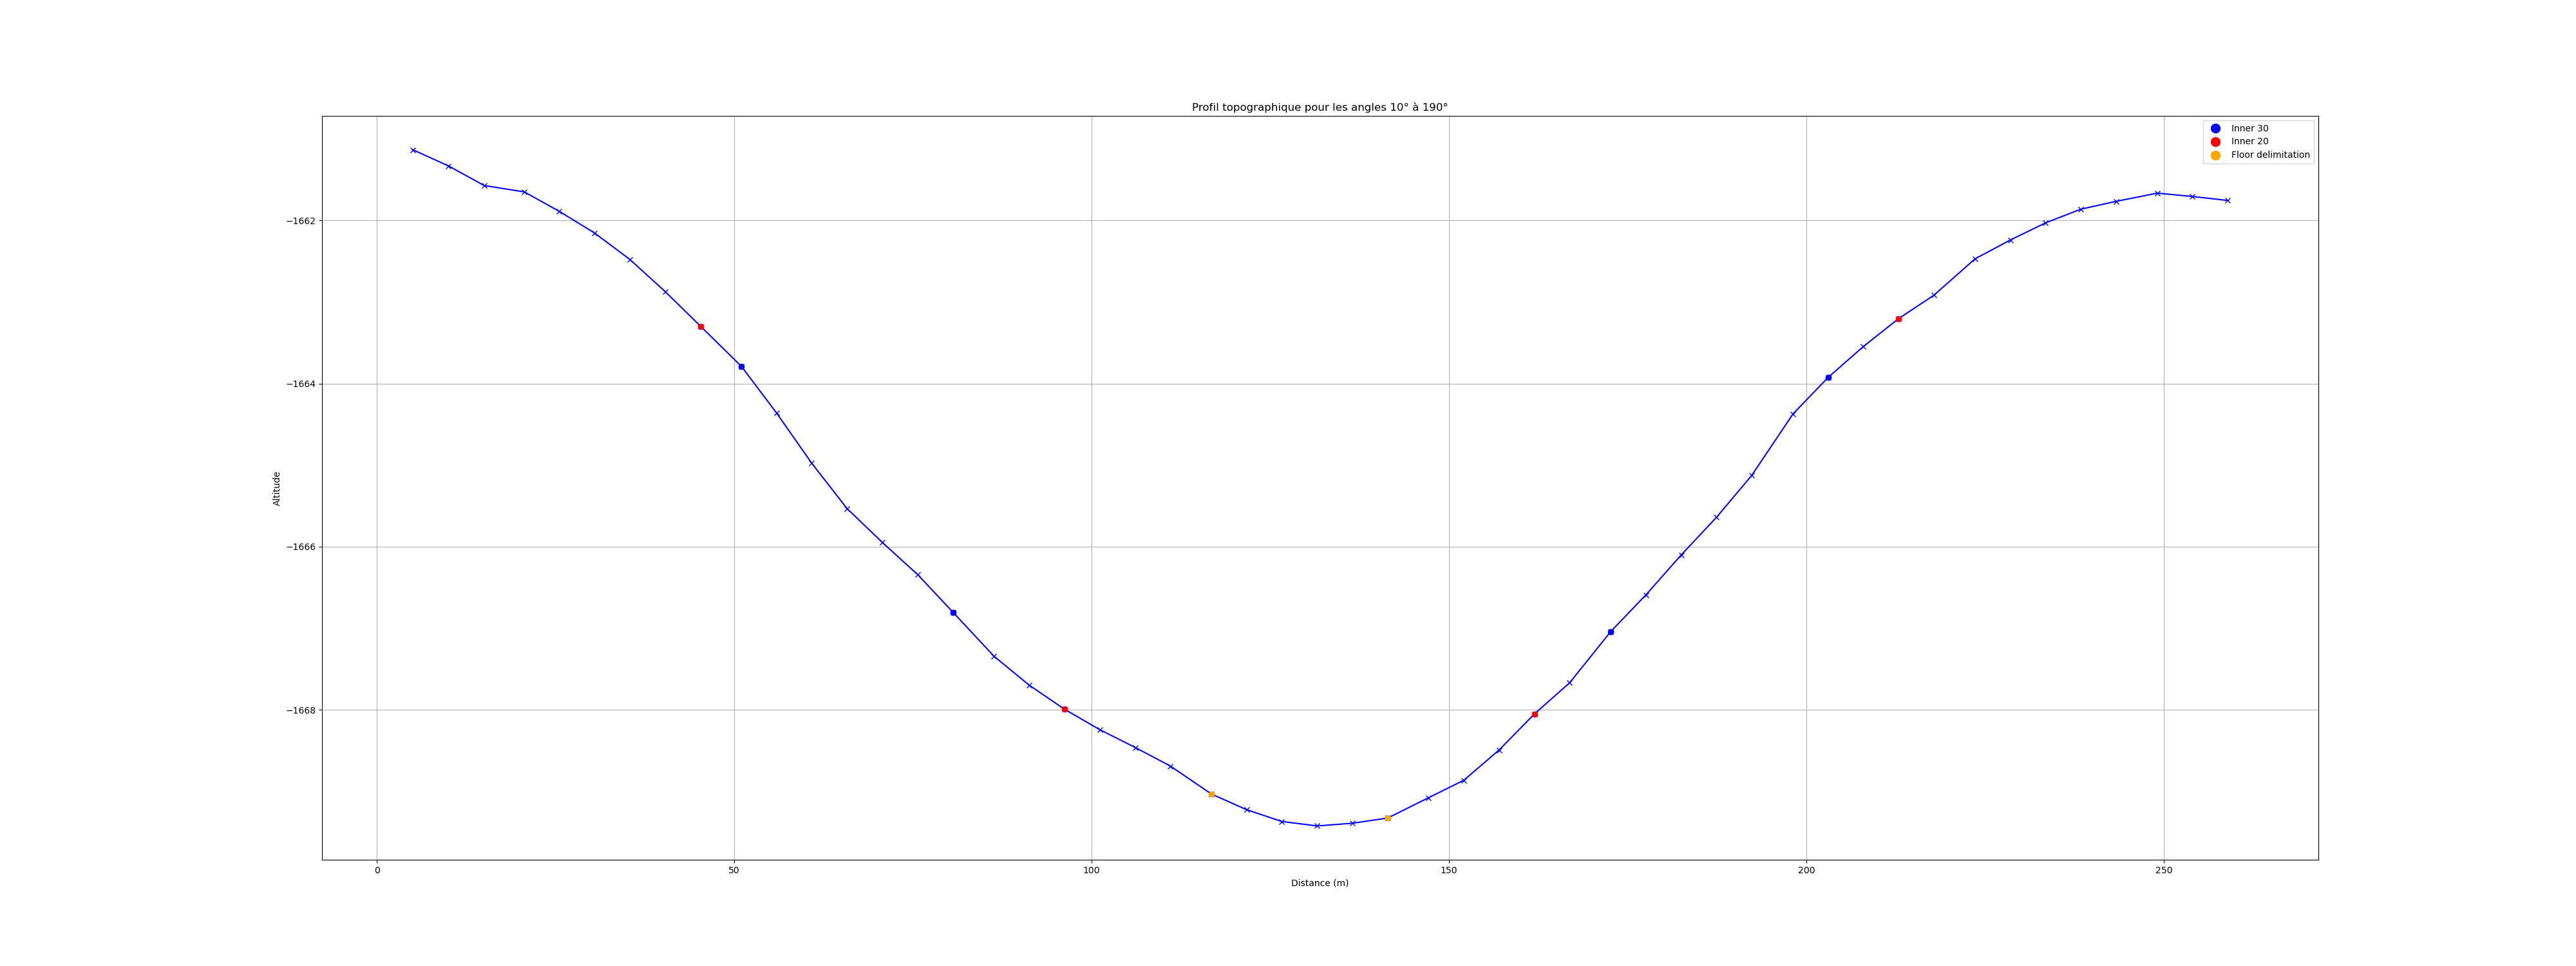 Profil topographique pour les angles 10° à 190°
Inner 30
Inner 20
Floor delimitation
−1662
−1664
−1666
−1668
Altitude
0 50 100 150 200 250
Distance (m)